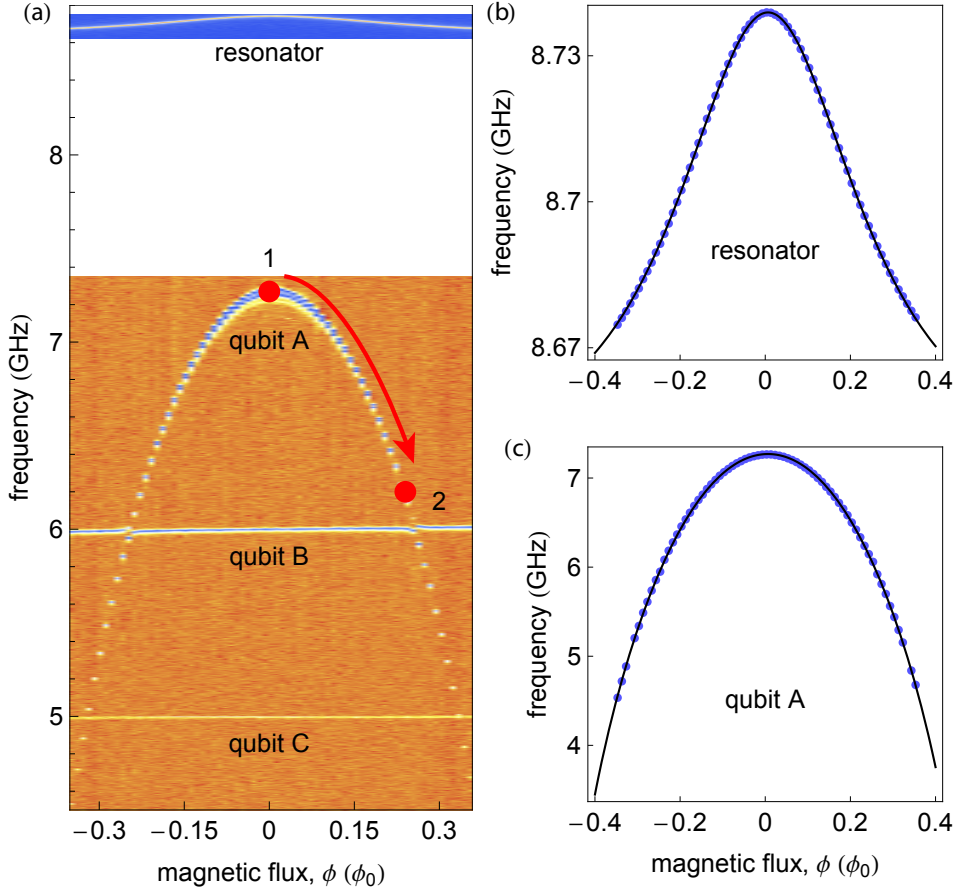 (a)
resonator
8
1
7
qubit A
frequency (GHz)
2
6
qubit B
5
qubit C
−0.3 −0.15 0 0.15 0.3
magnetic flux, ϕ (ϕ0)
(b)
8.73
frequency (GHz)
8.7
resonator
8.67
−0.4 −0.2 0 0.2 0.4
(c)
7
6
frequency (GHz)
5
qubit A
4
−0.4 −0.2 0 0.2 0.4
magnetic flux, ϕ (ϕ0)